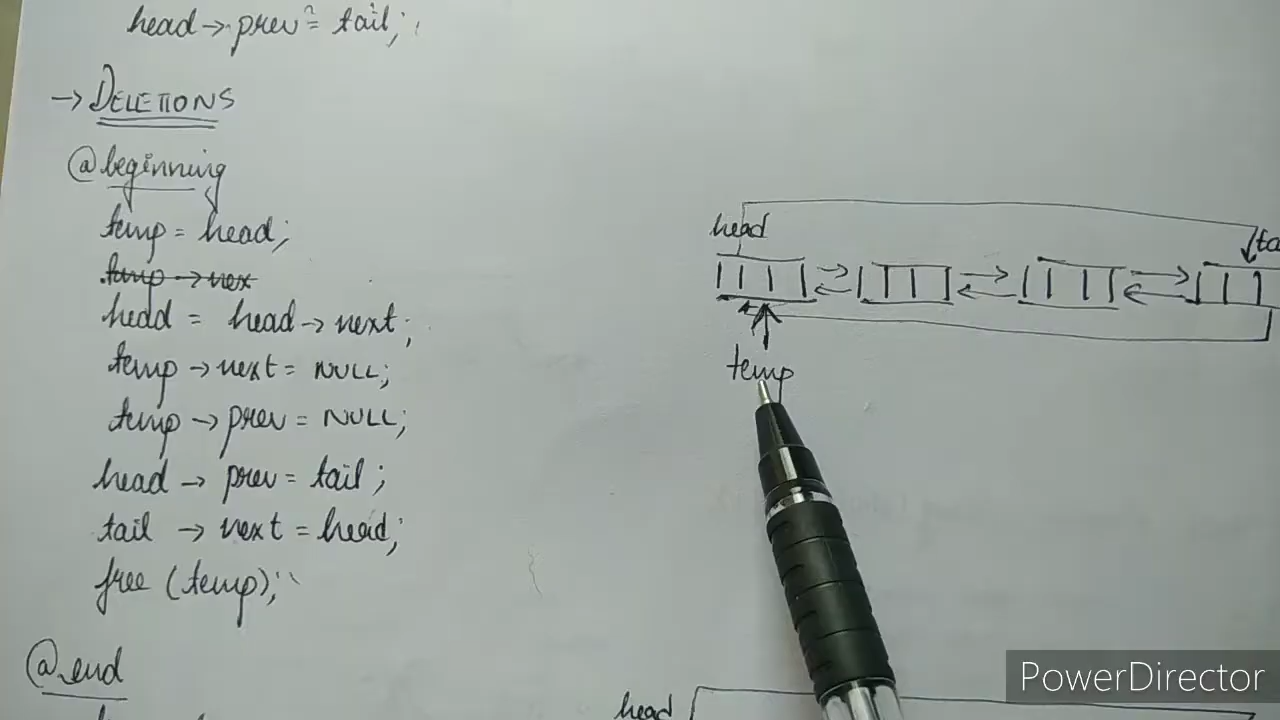 head → prev = tail;
→ DELETIONS
@beginning
temp = head;
temp → nex
head = head → next;
temp → next = NULL;
temp → prev = NULL;
head → prev = tail;
tail → next = head;
free (temp);
@end
head
ta
temp
head
PowerDirector